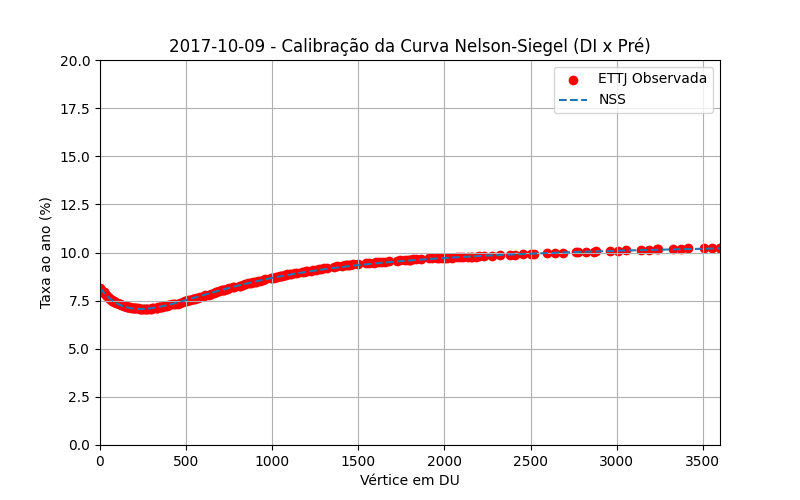 2017-10-09 - Calibração da Curva Nelson-Siegel (DI x Pré)
ETTJ Observada
NSS
Taxa ao ano (%)
20.0
17.5
15.0
12.5
10.0
7.5
5.0
2.5
0.0
0 500 1000 1500 2000 2500 3000 3500
Vértice em DU